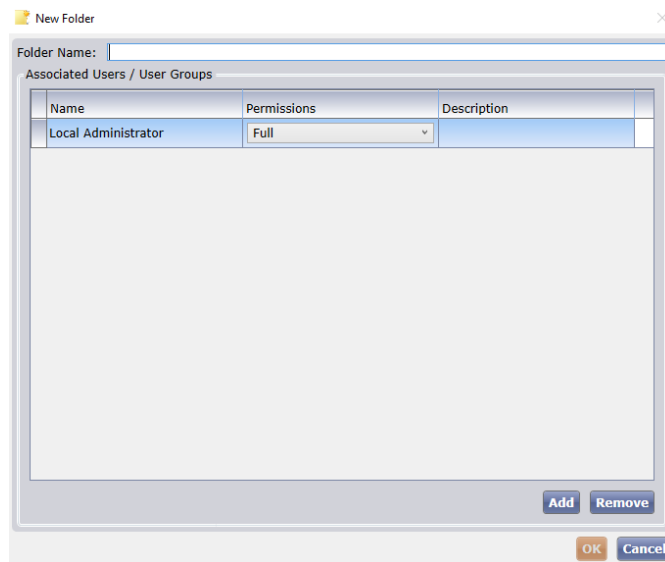 New Folder
Folder Name:
Associated Users / User Groups
Name Permissions Description
Local Administrator Full
Add Remove
OK Cancel